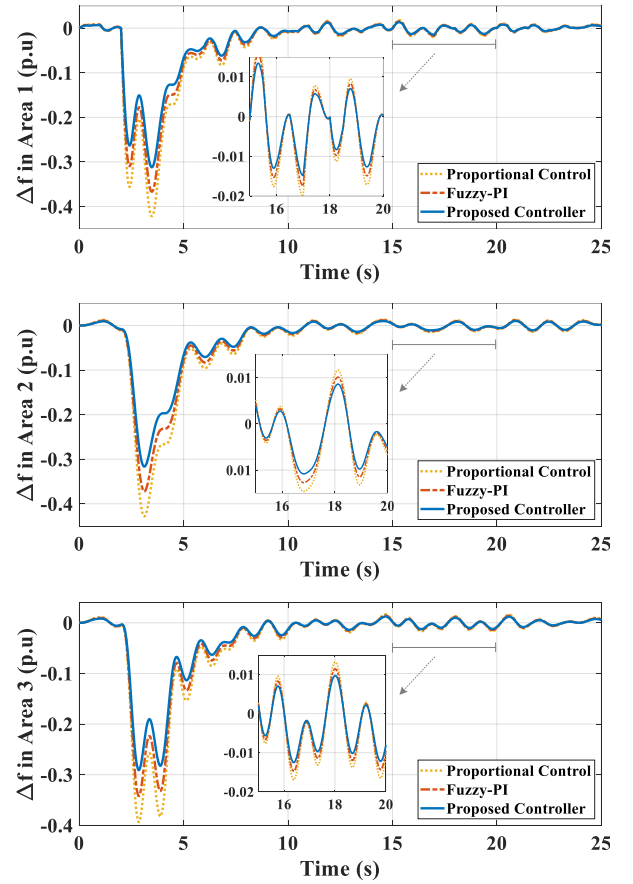 0
-0.1
-0.2
-0.3
-0.4
Δf in Area 1 (p.u)
0.01
0
-0.01
-0.02
16 18 20
Proportional Control
Fuzzy-PI
Proposed Controller
0 5 10 15 20 25
Time (s)
0
-0.1
-0.2
-0.3
-0.4
Δf in Area 2 (p.u)
0.01
0
0.01
16 18 20
Proportional Control
Fuzzy-PI
Proposed Controller
0 5 10 15 20 25
Time (s)
0
-0.1
-0.2
-0.3
-0.4
Δf in Area 3 (p.u)
0.01
0
-0.01
-0.02
16 18 20
Proportional Control
Fuzzy-PI
Proposed Controller
0 5 10 15 20 25
Time (s)